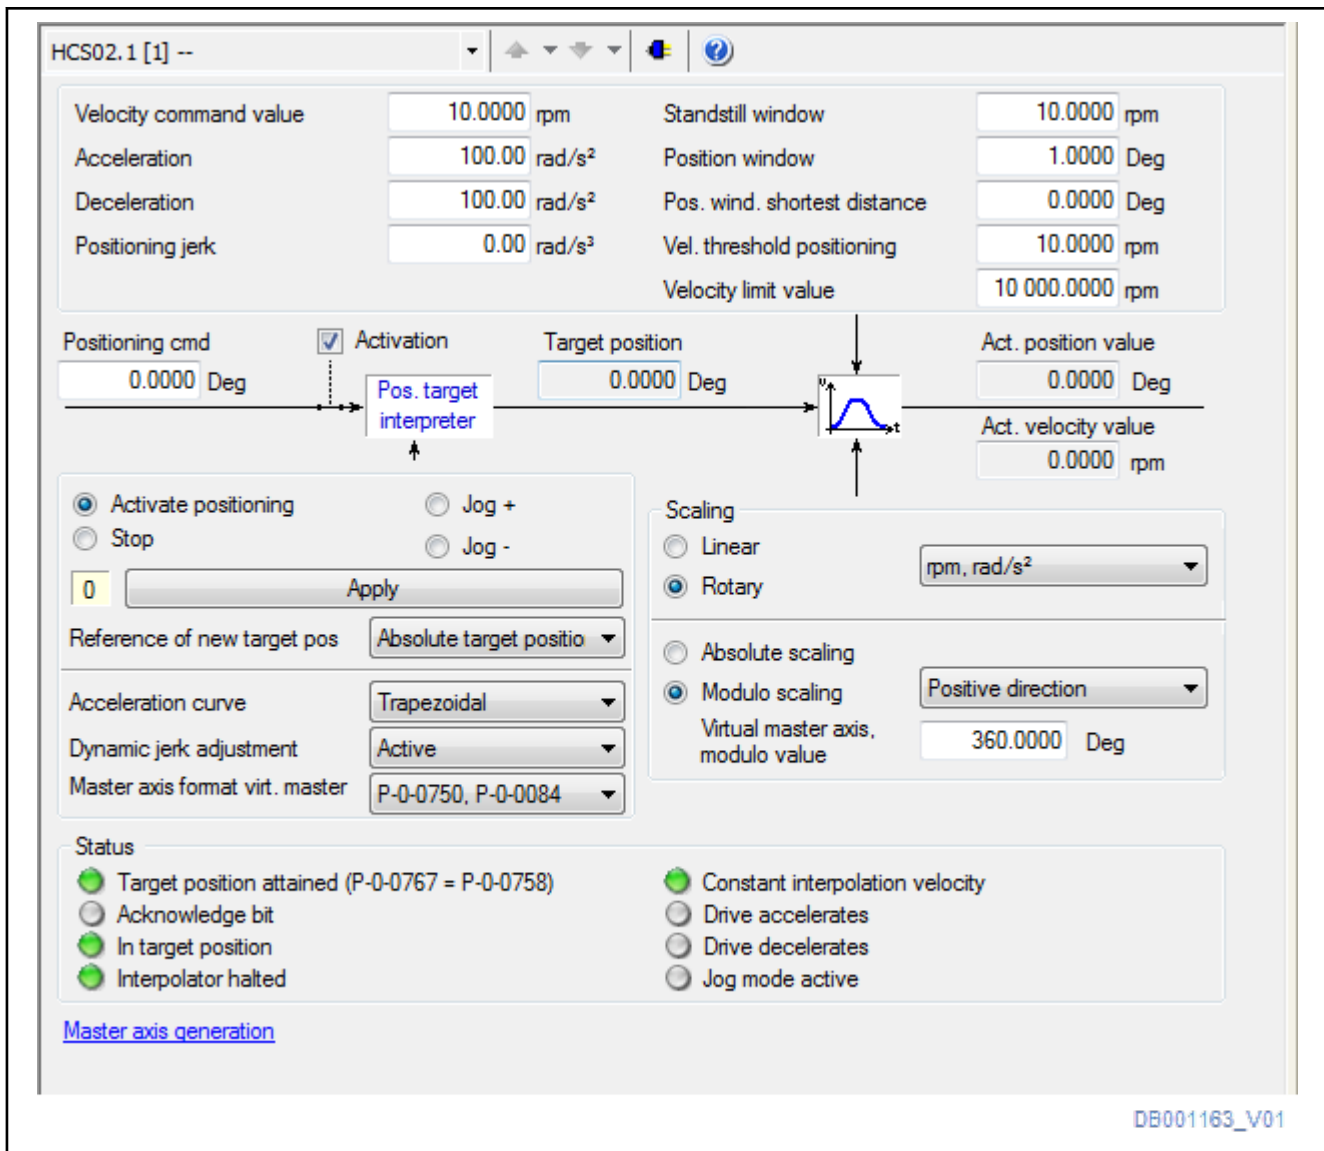 HCS02.1 [1] --
Velocity command value 10.0000 rpm Standstill window 10.0000 rpm
Acceleration 100.00 rad/s² Position window 1.0000 Deg
Deceleration 100.00 rad/s² Pos. wind. shortest distance 0.0000 Deg
Positioning jerk 0.00 rad/s³ Vel. threshold positioning 10.0000 rpm
Velocity limit value 10 000.0000 rpm
Positioning cmd Activation Target position Act. position value
0.0000 Deg 0.0000 Deg 0.0000 Deg
Pos. target
interpreter
v
t
Act. velocity value
0.0000 rpm
Activate positioning Jog +
Stop Jog -
0 Apply
Reference of new target pos Absolute target positio
Acceleration curve Trapezoidal
Dynamic jerk adjustment Active
Master axis format virt. master P-0-0750, P-0-0084
Scaling
Linear
rpm, rad/s²
Rotary
Absolute scaling
Modulo scaling Positive direction
Virtual master axis,
modulo value 360.0000 Deg
Status
Target position attained (P-0-0767 = P-0-0758) Constant interpolation velocity
Acknowledge bit Drive accelerates
In target position Drive decelerates
Interpolator halted Jog mode active
Master axis generation
DB001163_V01